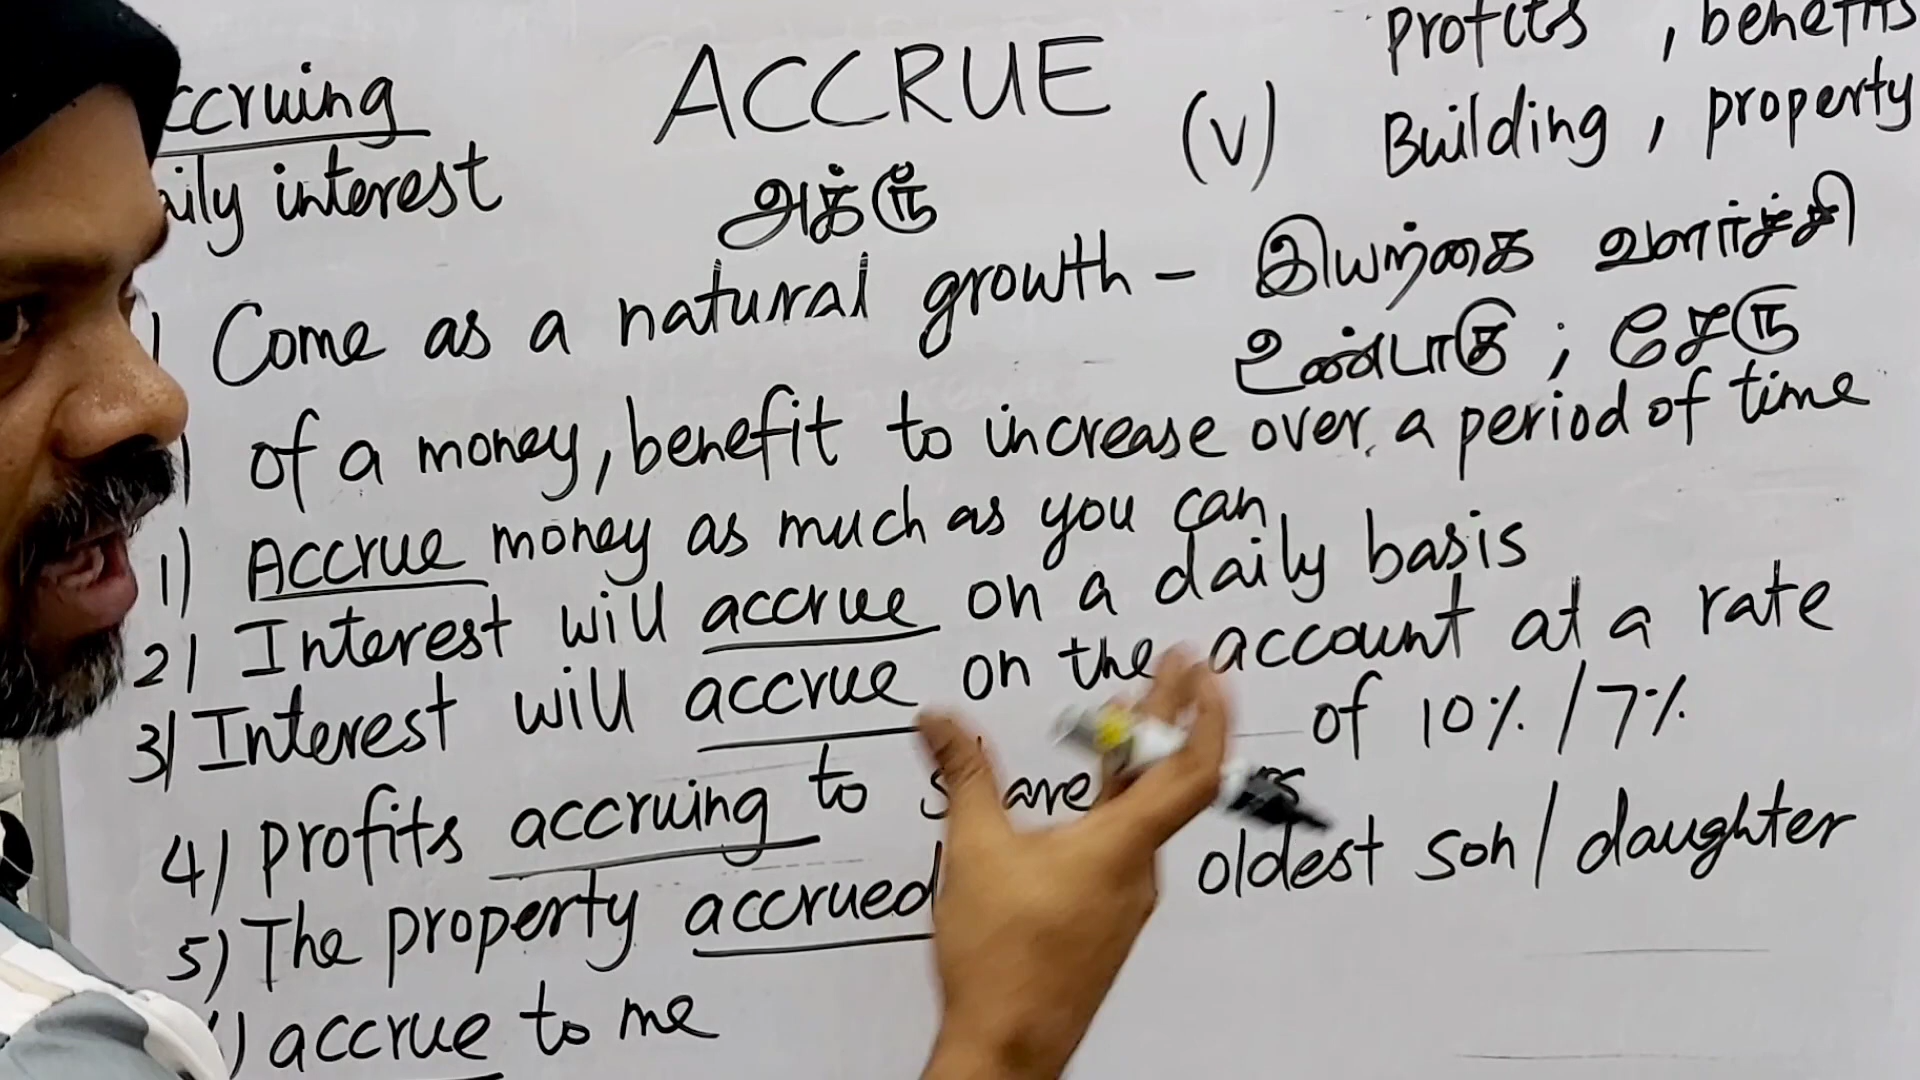 profits , benefits
ccruing
ACCRUE (v)
Building , property
ily interest
அக்ரூ
Come as a natural growth - இயற்கை வளர்ச்சி
உண்டாகு ; சேரு
of a money, benefit to increase over a period of time
1) Accrue money as much as you can
2) Interest will accrue on a daily basis
3) Interest will accrue on the account at a rate
of 10% / 7%
4) profits accruing to
5) The property accrued oldest son / daughter
) accrue to me